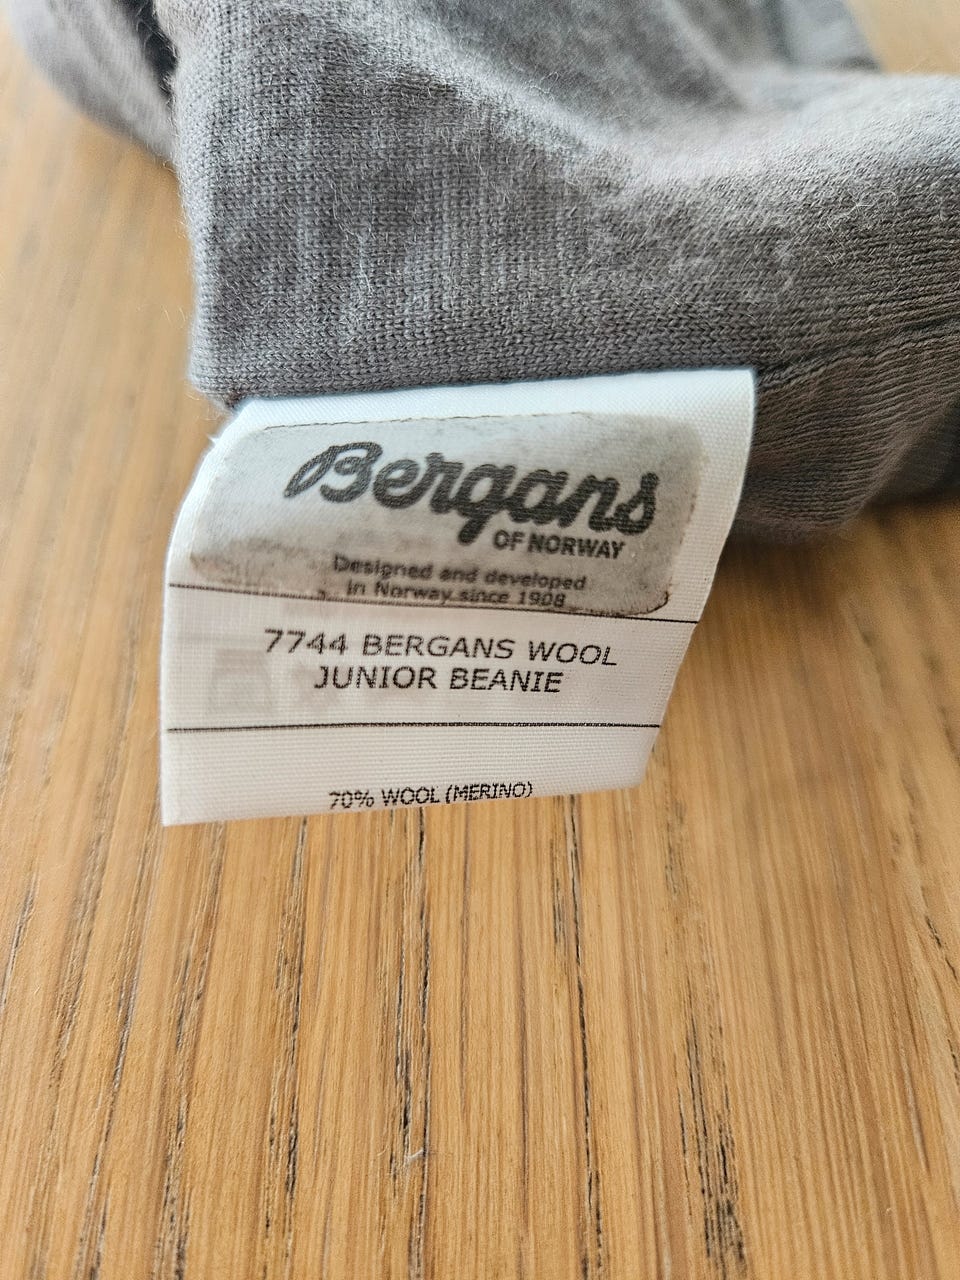 Bergans
OF NORWAY
Designed and developed
in Norway since 1908
7744 BERGANS WOOL
JUNIOR BEANIE
70% WOOL (MERINO)